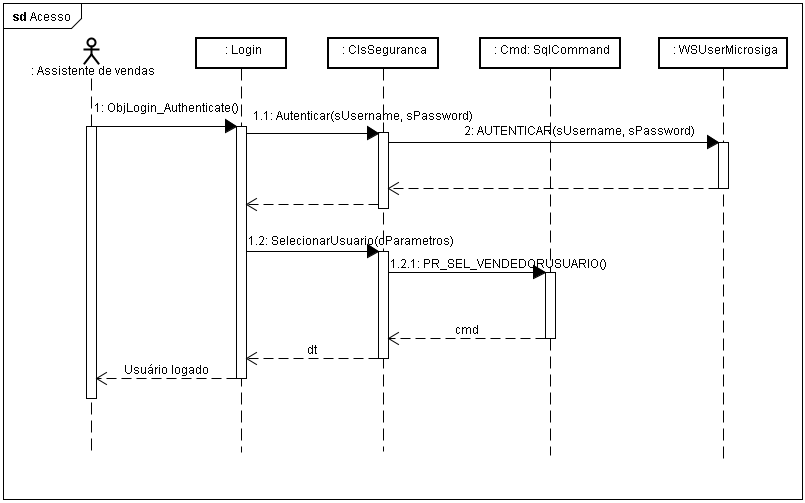 sd Acesso
: Login
: ClsSeguranca
: Cmd: SqlCommand
: WSUserMicrosiga
: Assistente de vendas
1: ObjLogin_Authenticate()
1.1: Autenticar(sUsername, sPassword)
2: AUTENTICAR(sUsername, sPassword)
1.2: SelecionarUsuario(oParametros)
1.2.1: PR_SEL_VENDEDORUSUARIO()
cmd
dt
Usuário logado